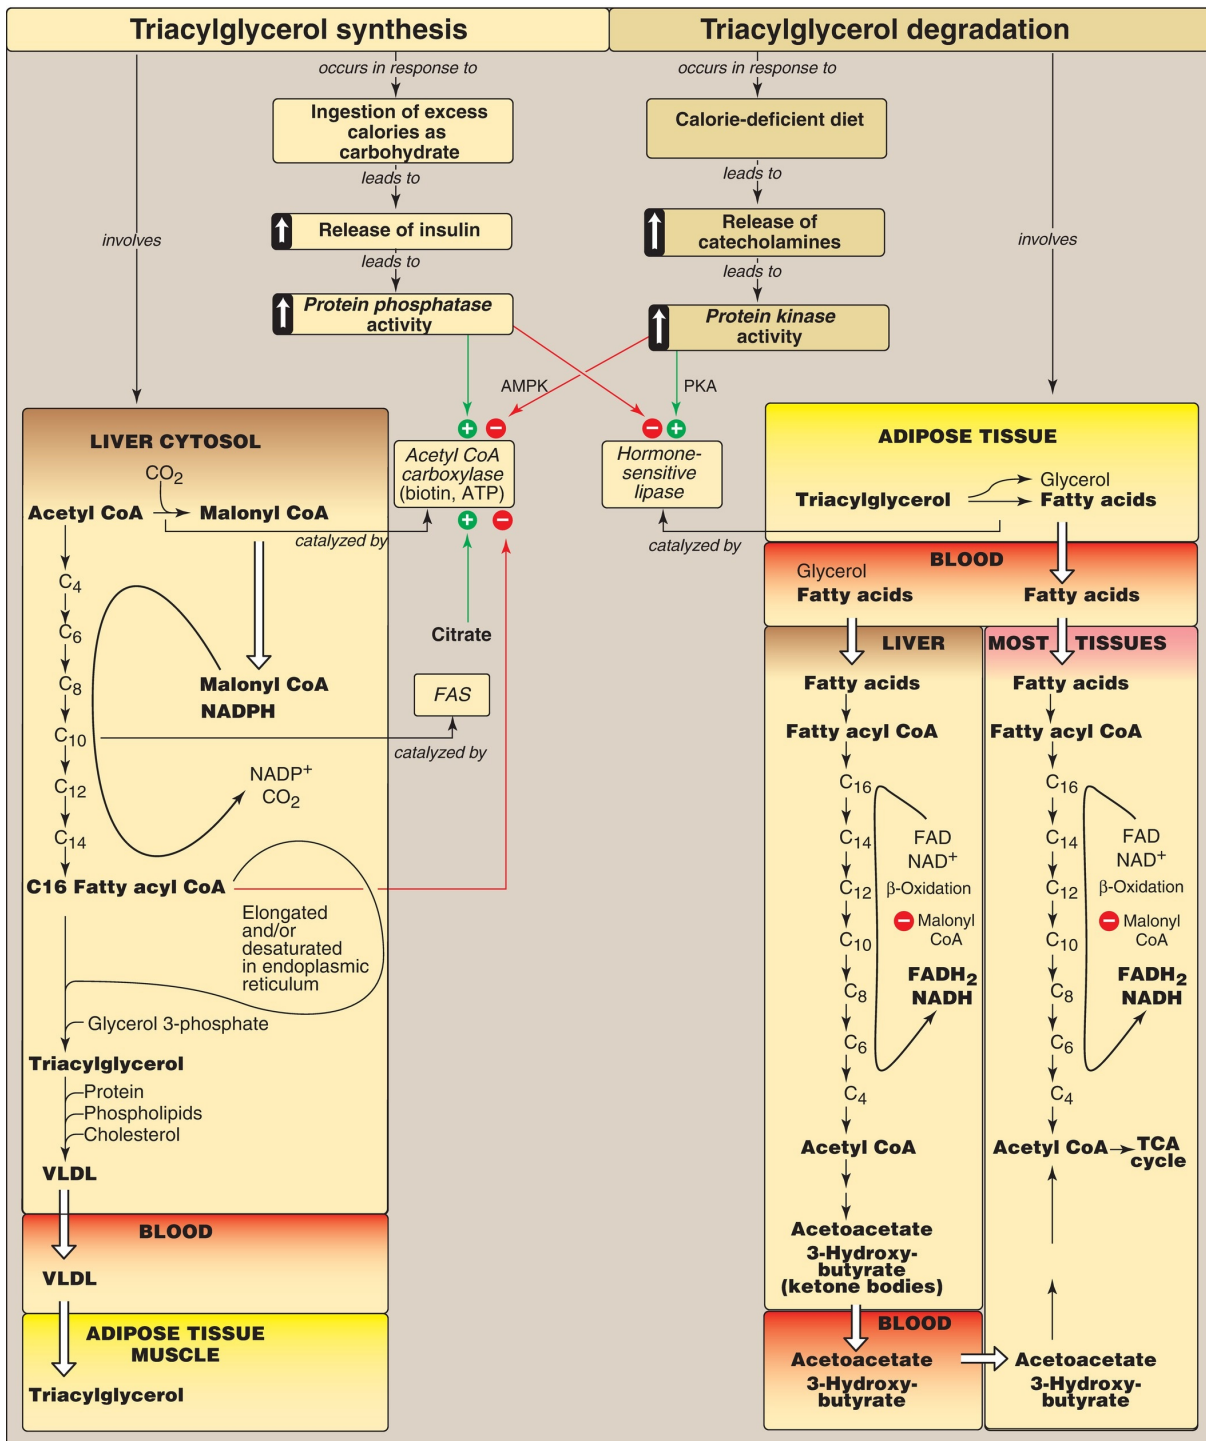 Triacylglycerol synthesis
Triacylglycerol degradation
occurs in response to
occurs in response to
Ingestion of excess
calories as
carbohydrate
Calorie-deficient diet
leads to
leads to
Release of insulin
Release of
catecholamines
involves
involves
leads to
leads to
Protein phosphatase
activity
Protein kinase
activity
AMPK
PKA
LIVER CYTOSOL
CO2
Acetyl CoA
Malonyl CoA
catalyzed by
Acetyl CoA
carboxylase
(biotin, ATP)
Hormone-
sensitive
lipase
catalyzed by
Citrate
C4
C6
C8
C10
C12
C14
Malonyl CoA
NADPH
FAS
catalyzed by
NADP+
CO2
C16 Fatty acyl CoA
Elongated
and/or
desaturated
in endoplasmic
reticulum
Glycerol 3-phosphate
Triacylglycerol
Protein
Phospholipids
Cholesterol
VLDL
BLOOD
VLDL
ADIPOSE TISSUE
MUSCLE
Triacylglycerol
ADIPOSE TISSUE
Triacylglycerol
Glycerol
Fatty acids
BLOOD
Glycerol
Fatty acids
Fatty acids
LIVER
Fatty acids
Fatty acyl CoA
C16
C14
C12
C10
C8
C6
C4
FAD
NAD+
β-Oxidation
Malonyl
CoA
FADH2
NADH
Acetyl CoA
Acetoacetate
3-Hydroxy-
butyrate
(ketone bodies)
BLOOD
Acetoacetate
3-Hydroxy-
butyrate
MOST TISSUES
Fatty acids
Fatty acyl CoA
C16
C14
C12
C10
C8
C6
C4
FAD
NAD+
β-Oxidation
Malonyl
CoA
FADH2
NADH
Acetyl CoA
TCA
cycle
Acetoacetate
3-Hydroxy-
butyrate